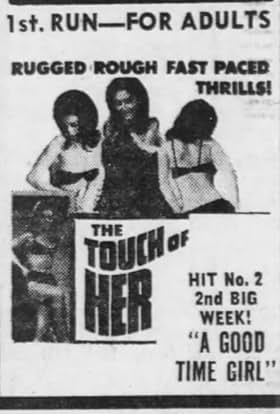 1st. RUN—FOR ADULTS
RUGGED ROUGH FAST PACED
THRILLS!
THE
TOUCH OF
HER
HIT No. 2
2nd BIG
WEEK!
"A GOOD
TIME GIRL"